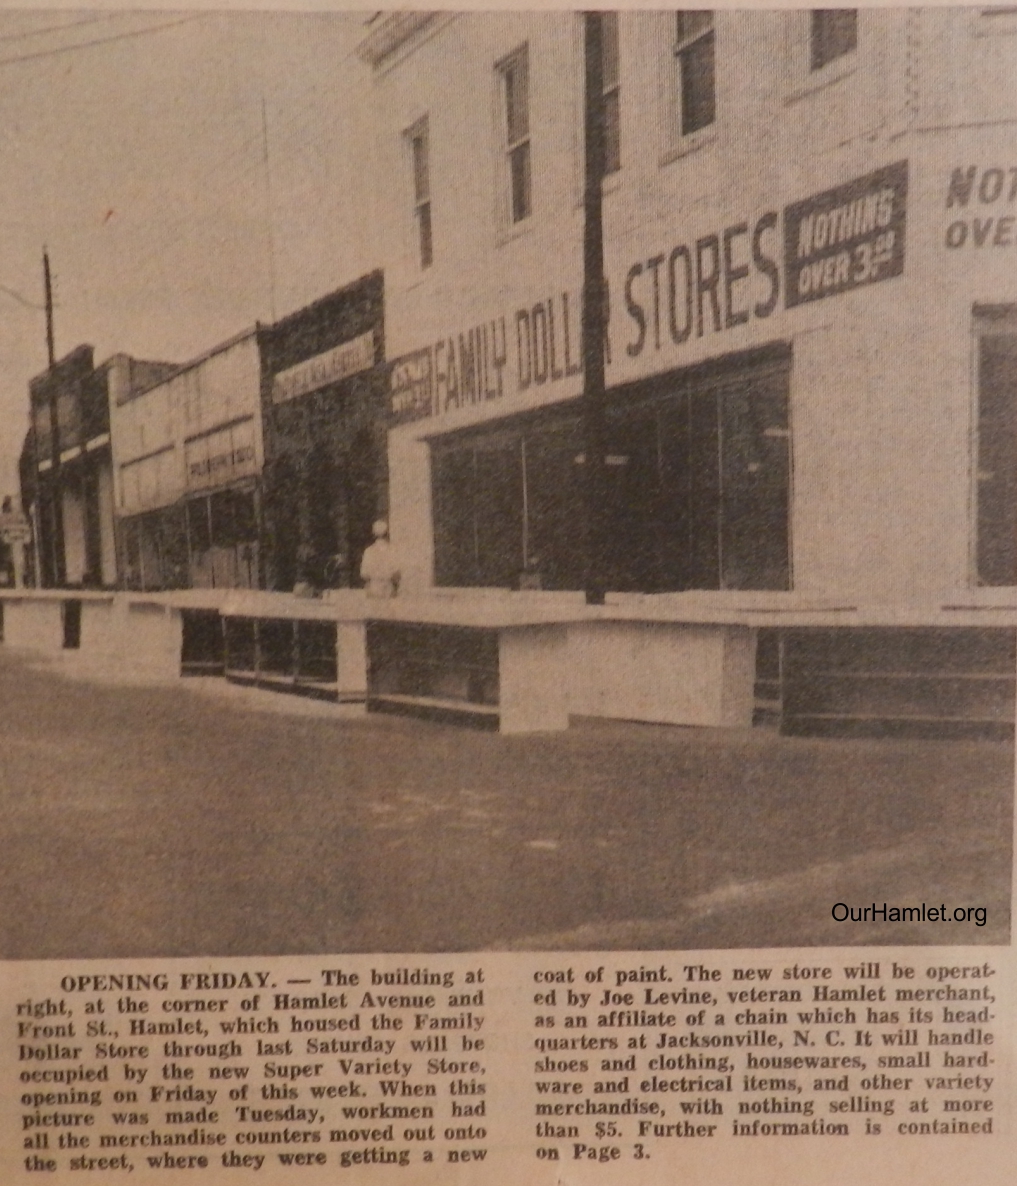 FAMILY DOLLAR STORES
NOTHING
OVER 3.00
NOT
OVE
OurHamlet.org
OPENING FRIDAY. — The building at
right, at the corner of Hamlet Avenue and
Front St., Hamlet, which housed the Family
Dollar Store through last Saturday will be
occupied by the new Super Variety Store,
opening on Friday of this week. When this
picture was made Tuesday, workmen had
all the merchandise counters moved out onto
the street, where they were getting a new
coat of paint. The new store will be operat-
ed by Joe Levine, veteran Hamlet merchant,
as an affiliate of a chain which has its head-
quarters at Jacksonville, N. C. It will handle
shoes and clothing, housewares, small hard-
ware and electrical items, and other variety
merchandise, with nothing selling at more
than $5. Further information is contained
on Page 3.